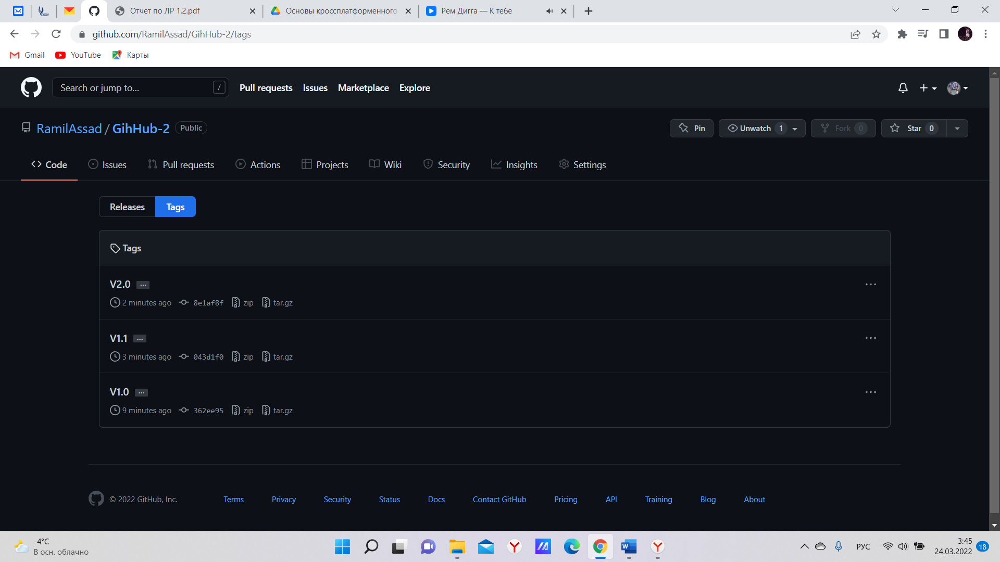 Отчет по ЛР 1.2.pdf
Основы кроссплатформенного
Рем Дигга — К тебе
github.com/RamilAssad/GihHub-2/tags
Gmail
YouTube
Карты
Search or jump to...
/
Pull requests
Issues
Marketplace
Explore
RamilAssad / GihHub-2
Public
Pin
Unwatch 1
Fork 0
Star 0
Code
Issues
Pull requests
Actions
Projects
Wiki
Security
Insights
Settings
Releases
Tags
Tags
V2.0 ...
2 minutes ago 8e1af8f zip tar.gz
V1.1 ...
3 minutes ago 043d1f0 zip tar.gz
V1.0 ...
9 minutes ago 362ee95 zip tar.gz
© 2022 GitHub, Inc.
Terms
Privacy
Security
Status
Docs
Contact GitHub
Pricing
API
Training
Blog
About
-4°C
В осн. облачно
РУС
3:45
24.03.2022
18